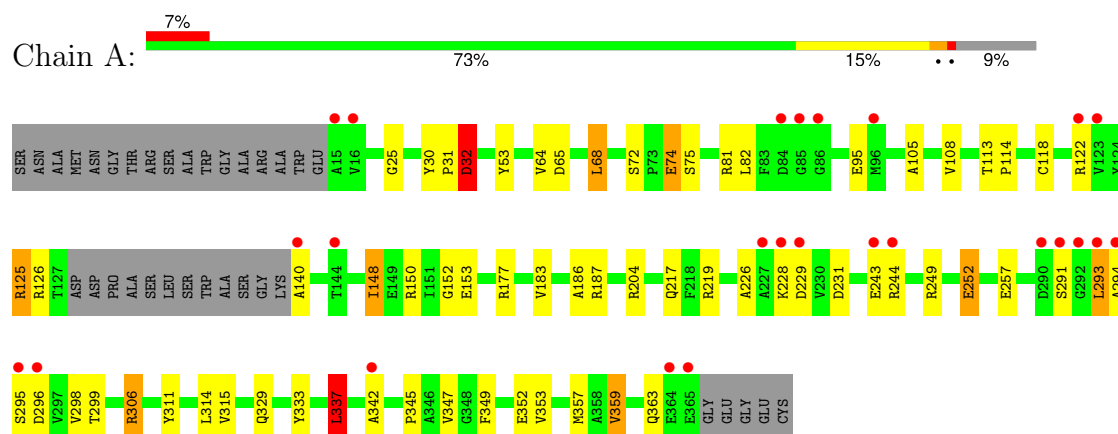 7%
Chain A:
73% 15% • • 9%
SER ASN ALA MET ASN GLY THR ARG SER ALA TRP GLY ALA ARG ALA TRP GLU A15 V16 G25 Y30 P31 D32 Y53 V64 D65 L68 S72 P73 E74 S75 R81 L82 F83 D84 G85 G86 E95 M96 A105 V108 T113 P114 C118 R122 V123 Y124
R125 R126 T127 ASP ASP PRO ALA SER LEU SER TRP ALA SER GLY LYS A140 T144 I148 E149 R150 I151 G152 E153 R177 V183 A186 R187 R204 Q217 F218 R219 A226 A227 K228 D229 V230 D231 E243 R244 R249 E252 E257 D290 S291 G292 L293 A294
S295 D296 V297 V298 T299 R306 Y311 L314 V315 Q329 Y333 L337 A342 P345 A346 V347 G348 F349 E352 V353 M357 A358 V359 Q363 E364 E365 GLY GLU GLY GLU CYS